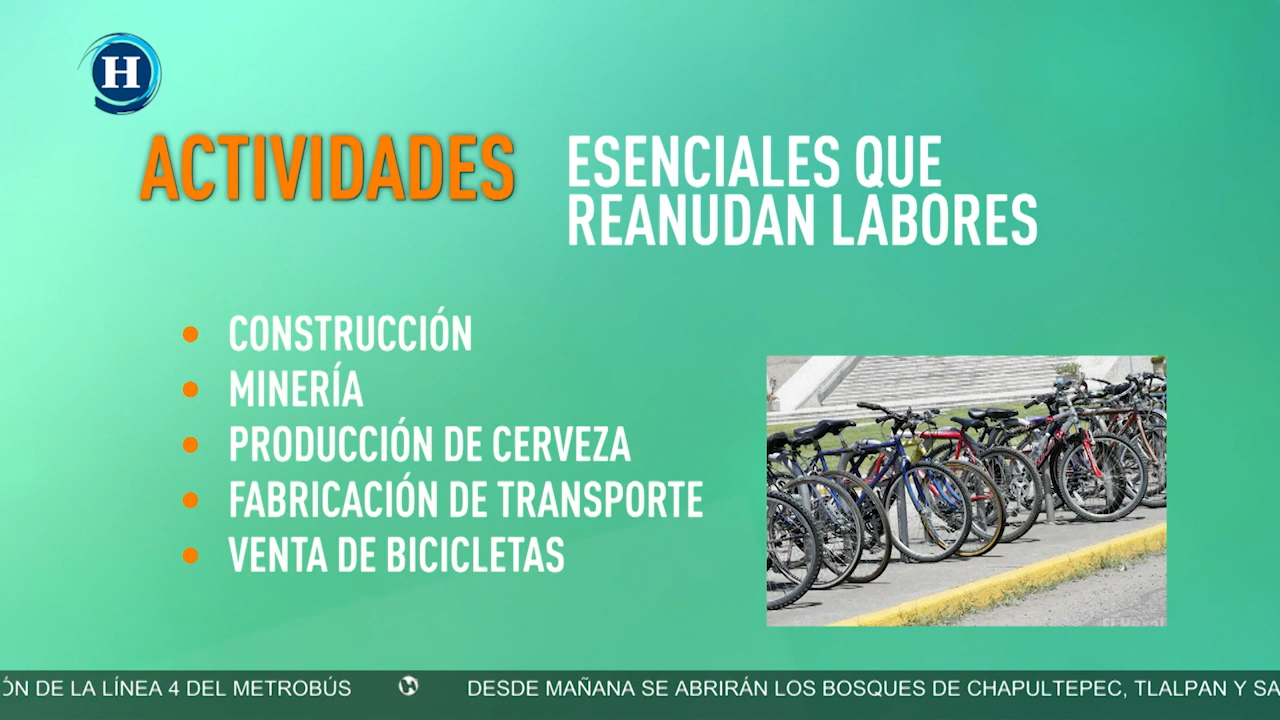 H
ACTIVIDADES
ESENCIALES QUE
REANUDAN LABORES
• CONSTRUCCIÓN
• MINERÍA
• PRODUCCIÓN DE CERVEZA
• FABRICACIÓN DE TRANSPORTE
• VENTA DE BICICLETAS
DE LA LÍNEA 4 DEL METROBÚS
DESDE MAÑANA SE ABRIRÁN LOS BOSQUES DE CHAPULTEPEC, TLALPAN Y